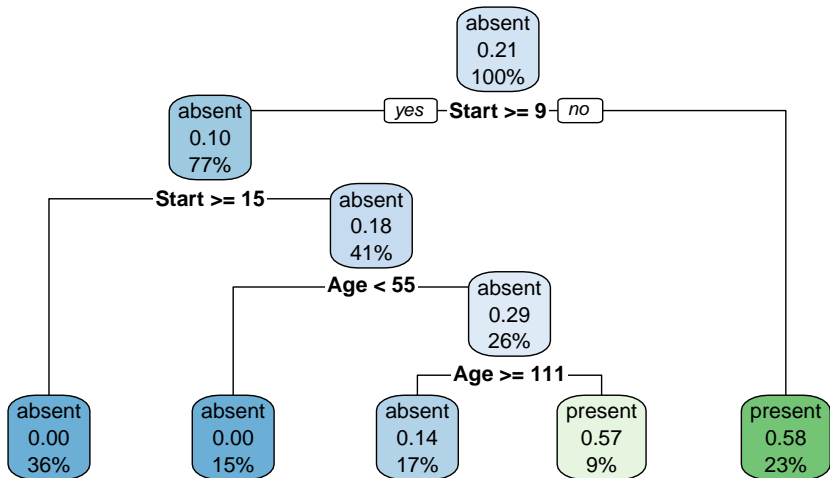 absent
0.21
100%
yes
Start >= 9
no
absent
0.10
77%
Start >= 15
absent
0.18
41%
Age < 55
absent
0.29
26%
Age >= 111
absent
0.00
36%
absent
0.00
15%
absent
0.14
17%
present
0.57
9%
present
0.58
23%